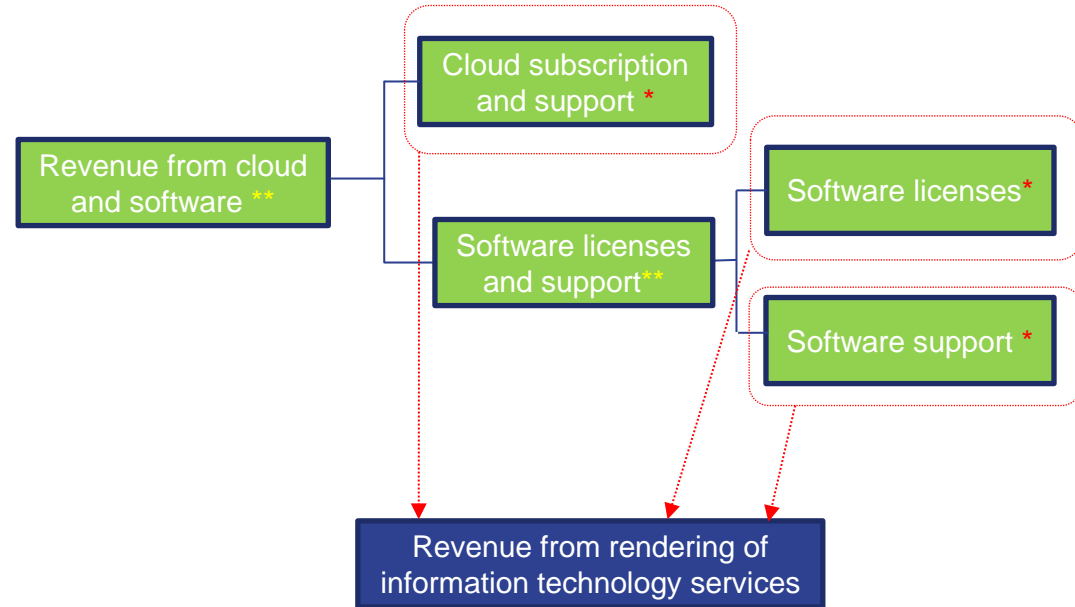 Cloud subscription
and support *
Revenue from cloud
and software **
Software licenses*
Software licenses
and support**
Software support *
Revenue from rendering of
information technology services